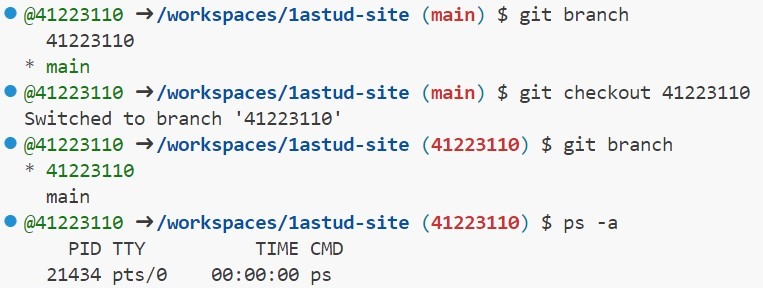 @41223110 ➜/workspaces/1astud-site (main) $ git branch
  41223110
* main
@41223110 ➜/workspaces/1astud-site (main) $ git checkout 41223110
Switched to branch '41223110'
@41223110 ➜/workspaces/1astud-site (41223110) $ git branch
* 41223110
  main
@41223110 ➜/workspaces/1astud-site (41223110) $ ps -a
    PID TTY          TIME CMD
  21434 pts/0    00:00:00 ps